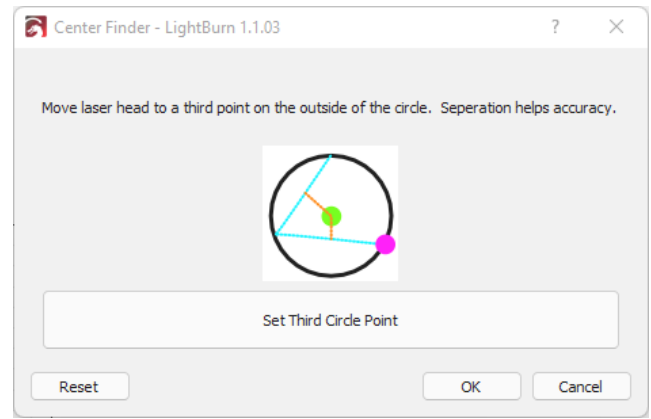 Center Finder - LightBurn 1.1.03
Move laser head to a third point on the outside of the circle. Seperation helps accuracy.
Set Third Circle Point
Reset
OK
Cancel